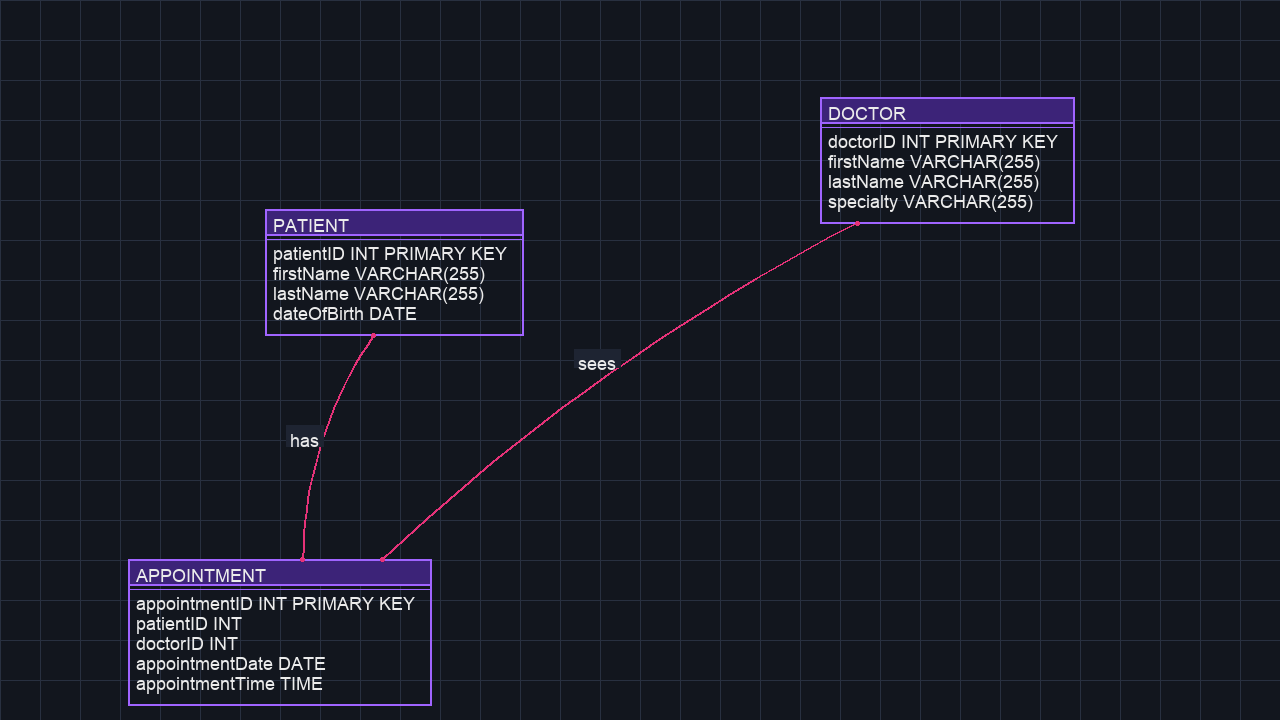 DOCTOR
doctorID INT PRIMARY KEY
firstName VARCHAR(255)
lastName VARCHAR(255)
specialty VARCHAR(255)
PATIENT
patientID INT PRIMARY KEY
firstName VARCHAR(255)
lastName VARCHAR(255)
dateOfBirth DATE
sees
has
APPOINTMENT
appointmentID INT PRIMARY KEY
patientID INT
doctorID INT
appointmentDate DATE
appointmentTime TIME